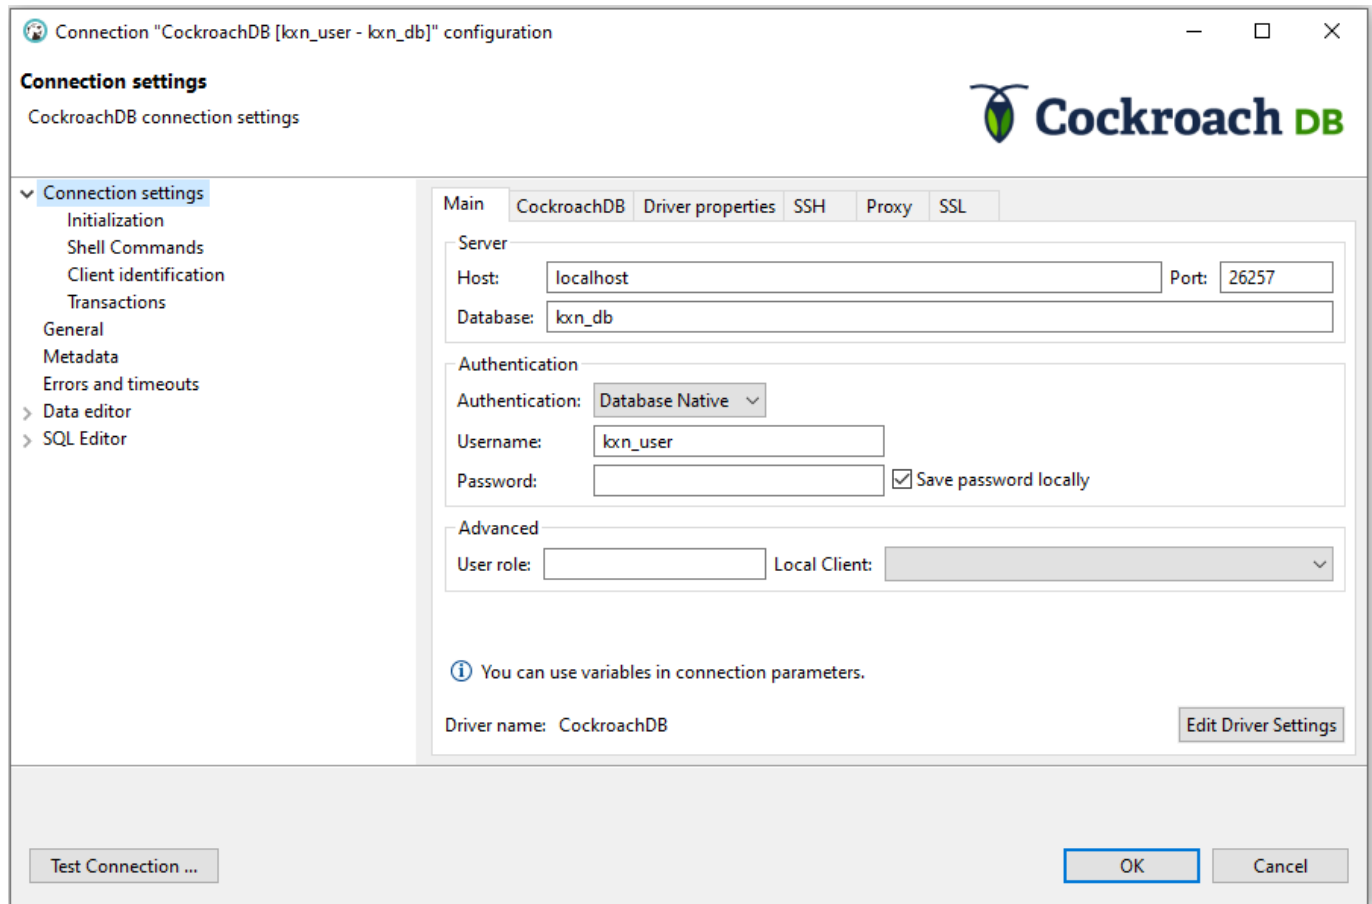 Connection "CockroachDB [kxn_user - kxn_db]" configuration
Connection settings
CockroachDB connection settings
Cockroach DB
Connection settings
Initialization
Shell Commands
Client identification
Transactions
General
Metadata
Errors and timeouts
Data editor
SQL Editor
Main CockroachDB Driver properties SSH Proxy SSL
Server
Host: localhost Port: 26257
Database: kxn_db
Authentication
Authentication: Database Native
Username: kxn_user
Password: Save password locally
Advanced
User role: Local Client:
You can use variables in connection parameters.
Driver name: CockroachDB Edit Driver Settings
Test Connection ... OK Cancel